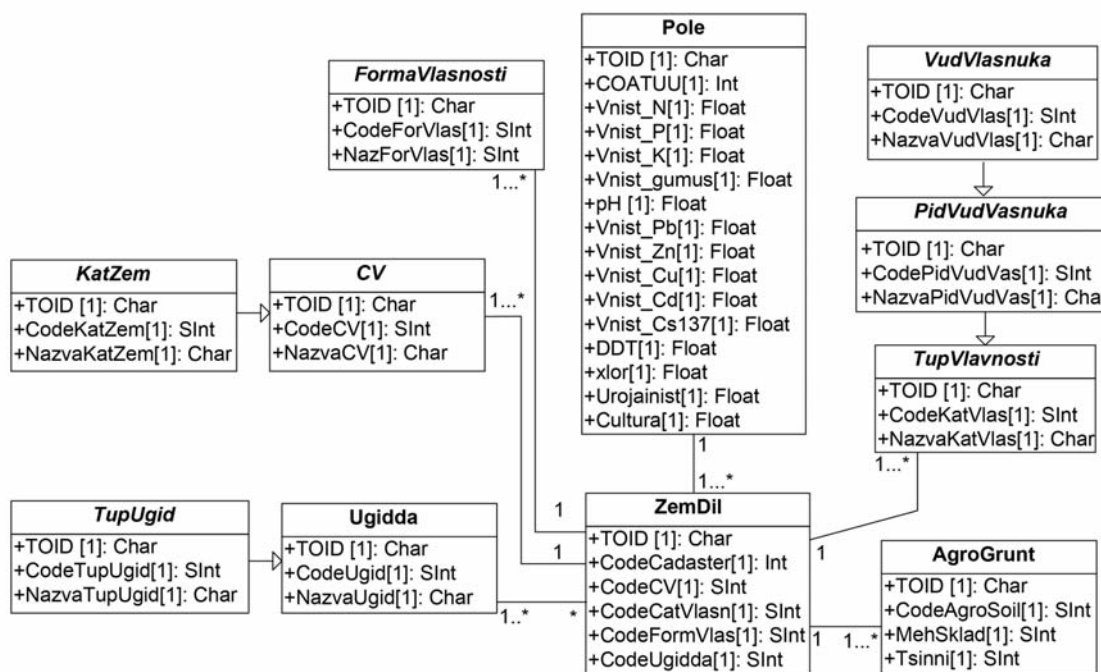 Pole
+TOID [1]: Char
+COATUU[1]: Int
+Vnist_N[1]: Float
+Vnist_P[1]: Float
+Vnist_K[1]: Float
+Vnist_gumus[1]: Float
+pH [1]: Float
+Vnist_Pb[1]: Float
+Vnist_Zn[1]: Float
+Vnist_Cu[1]: Float
+Vnist_Cd[1]: Float
+Vnist_Cs137[1]: Float
+DDT[1]: Float
+xlor[1]: Float
+Urojainist[1]: Float
+Cultura[1]: Float
1
1...*
FormaVlasnosti
+TOID [1]: Char
+CodeForVlas[1]: SInt
+NazForVlas[1]: SInt
1...*
VudVlasnuka
+TOID [1]: Char
+CodeVudVlas[1]: SInt
+NazvaVudVlas[1]: Char
PidVudVasnuka
+TOID [1]: Char
+CodePidVudVas[1]: SInt
+NazvaPidVudVas[1]: Cha
KatZem
+TOID [1]: Char
+CodeKatZem[1]: SInt
+NazvaKatZem[1]: Char
CV
+TOID [1]: Char
+CodeCV[1]: SInt
+NazvaCV[1]: Char
1...*
TupVlavnosti
+TOID [1]: Char
+CodeKatVlas[1]: SInt
+NazvaKatVlas[1]: Char
1...*
TupUgid
+TOID [1]: Char
+CodeTupUgid[1]: SInt
+NazvaTupUgid[1]: Char
Ugidda
+TOID [1]: Char
+CodeUgid[1]: SInt
+NazvaUgid[1]: Char
1..*
*
1
1
ZemDil
+TOID [1]: Char
+CodeCadaster[1]: Int
+CodeCV[1]: SInt
+CodeCatVlasn[1]: SInt
+CodeFormVlas[1]: SInt
+CodeUgidda[1]: SInt
1
1
1...*
AgroGrunt
+TOID [1]: Char
+CodeAgroSoil[1]: SInt
+MehSklad[1]: SInt
+Tsinni[1]: SInt